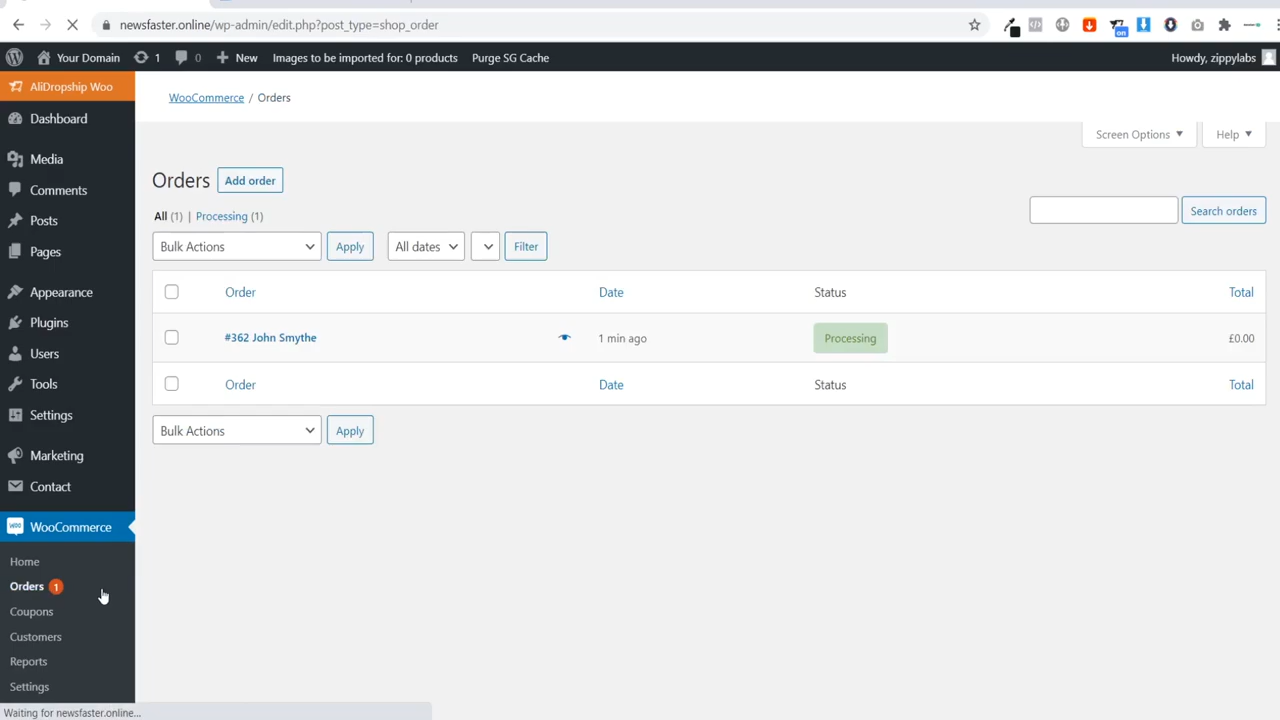 newsfaster.online/wp-admin/edit.php?post_type=shop_order
on
Your Domain 1 0 New Images to be imported for: 0 products Purge SG Cache Howdy, zippylabs
AliDropship Woo
WooCommerce / Orders
Dashboard
Screen Options Help
Media
Orders Add order
Comments
Search orders
All (1) | Processing (1)
Posts
Bulk Actions Apply All dates Filter
Pages
Appearance
Order Date Status Total
Plugins
#362 John Smythe 1 min ago Processing £0.00
Users
Tools
Order Date Status Total
Settings
Bulk Actions Apply
Marketing
Contact
WooCommerce
Home
Orders 1
Coupons
Customers
Reports
Settings
Waiting for newsfaster.online...